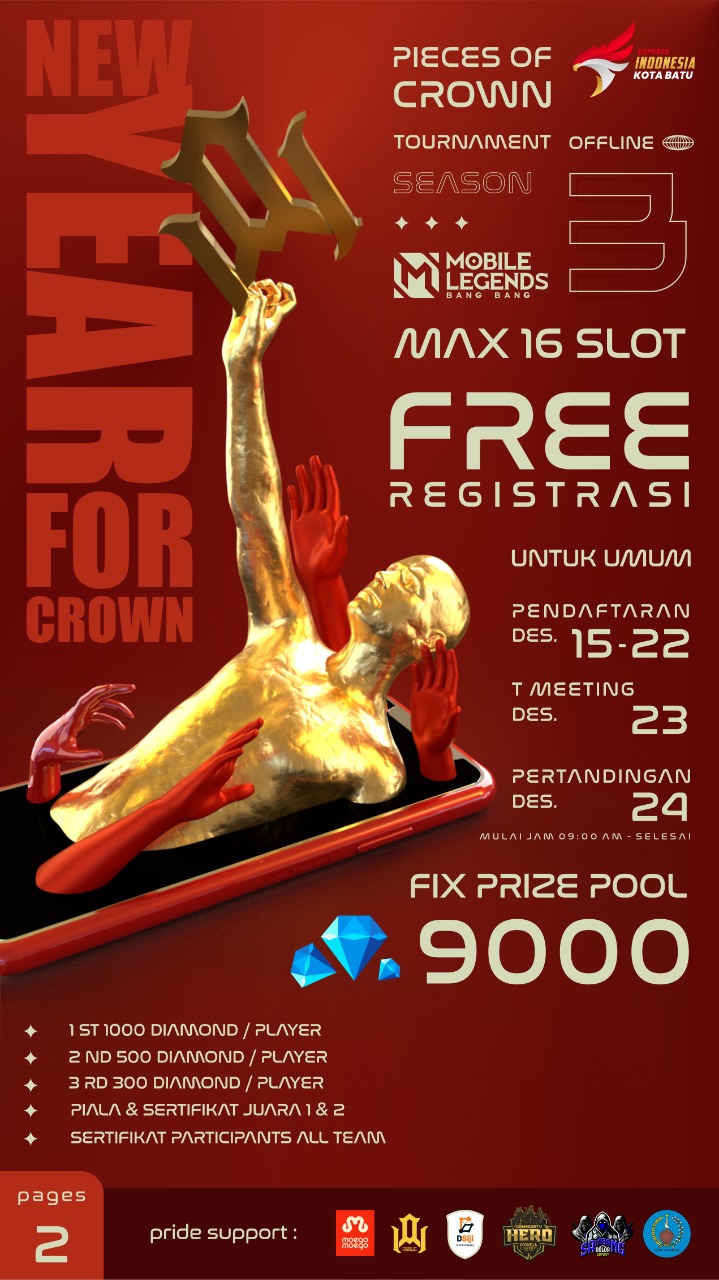 NEW
YEAR
FOR
CROWN
PIECES OF
CROWN
ESPORTS
INDONESIA
KOTA BATU
TOURNAMENT OFFLINE
SEASON
3
MOBILE
LEGENDS
BANG BANG
MAX 16 SLOT
FREE
REGISTRASI
UNTUK UMUM
PENDAFTARAN
DES. 15-22
T MEETING
DES. 23
PERTANDINGAN
DES. 24
MULAI JAM 09:00 AM - SELESAI
FIX PRIZE POOL
9000
1 ST 1000 DIAMOND / PLAYER
2 ND 500 DIAMOND / PLAYER
3 RD 300 DIAMOND / PLAYER
PIALA & SERTIFIKAT JUARA 1 & 2
SERTIFIKAT PARTICIPANTS ALL TEAM
pages
2
pride support :
moego
moego
DSiji
COMMUNITY
HERO